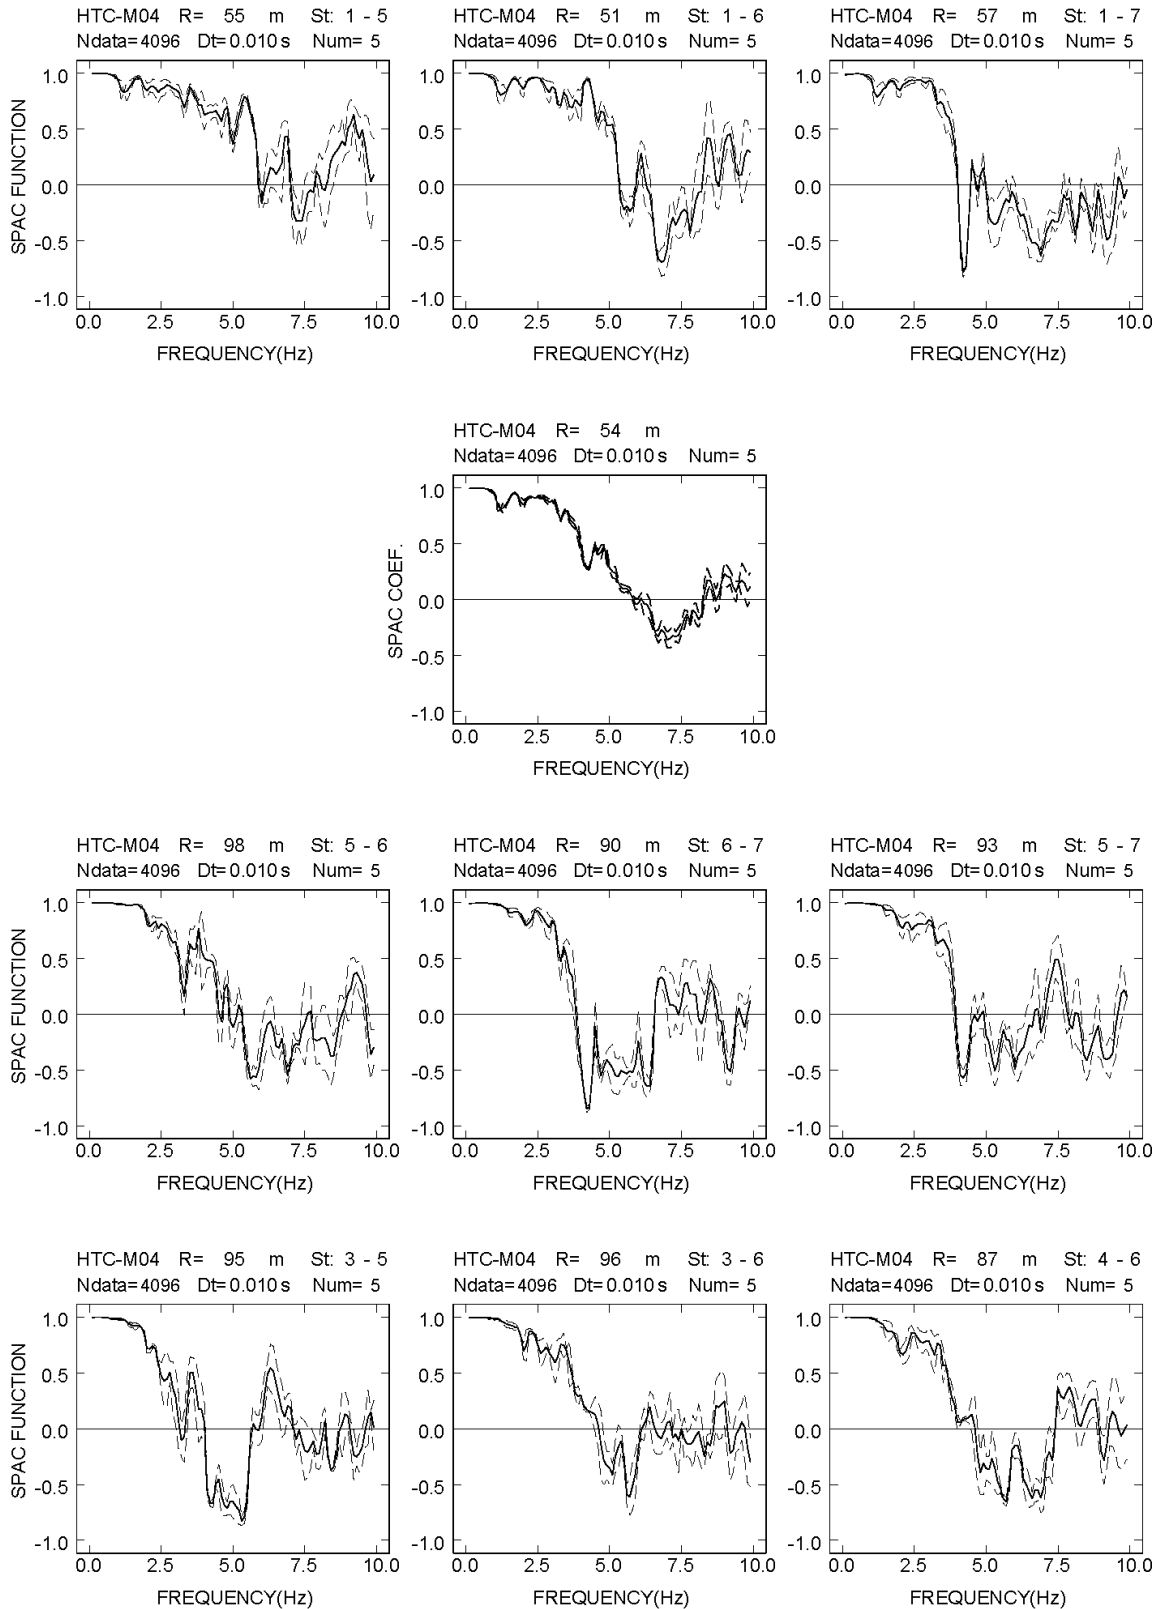 HTC-M04 R= 55 m St: 1 - 5
Ndata=4096 Dt=0.010 s Num= 5
SPAC FUNCTION
1.0
0.5
0.0
-0.5
-1.0
0.0 2.5 5.0 7.5 10.0
FREQUENCY(Hz)
HTC-M04 R= 51 m St: 1 - 6
Ndata=4096 Dt=0.010 s Num= 5
1.0
0.5
0.0
-0.5
-1.0
0.0 2.5 5.0 7.5 10.0
FREQUENCY(Hz)
HTC-M04 R= 57 m St: 1 - 7
Ndata=4096 Dt=0.010 s Num= 5
1.0
0.5
0.0
-0.5
-1.0
0.0 2.5 5.0 7.5 10.0
FREQUENCY(Hz)
HTC-M04 R= 54 m
Ndata=4096 Dt=0.010 s Num= 5
SPAC COEF.
1.0
0.5
0.0
-0.5
-1.0
0.0 2.5 5.0 7.5 10.0
FREQUENCY(Hz)
HTC-M04 R= 98 m St: 5 - 6
Ndata=4096 Dt=0.010 s Num= 5
SPAC FUNCTION
1.0
0.5
0.0
-0.5
-1.0
0.0 2.5 5.0 7.5 10.0
FREQUENCY(Hz)
HTC-M04 R= 90 m St: 6 - 7
Ndata=4096 Dt=0.010 s Num= 5
1.0
0.5
0.0
-0.5
-1.0
0.0 2.5 5.0 7.5 10.0
FREQUENCY(Hz)
HTC-M04 R= 93 m St: 5 - 7
Ndata=4096 Dt=0.010 s Num= 5
1.0
0.5
0.0
-0.5
-1.0
0.0 2.5 5.0 7.5 10.0
FREQUENCY(Hz)
HTC-M04 R= 95 m St: 3 - 5
Ndata=4096 Dt=0.010 s Num= 5
SPAC FUNCTION
1.0
0.5
0.0
-0.5
-1.0
0.0 2.5 5.0 7.5 10.0
FREQUENCY(Hz)
HTC-M04 R= 96 m St: 3 - 6
Ndata=4096 Dt=0.010 s Num= 5
1.0
0.5
0.0
-0.5
-1.0
0.0 2.5 5.0 7.5 10.0
FREQUENCY(Hz)
HTC-M04 R= 87 m St: 4 - 6
Ndata=4096 Dt=0.010 s Num= 5
1.0
0.5
0.0
-0.5
-1.0
0.0 2.5 5.0 7.5 10.0
FREQUENCY(Hz)